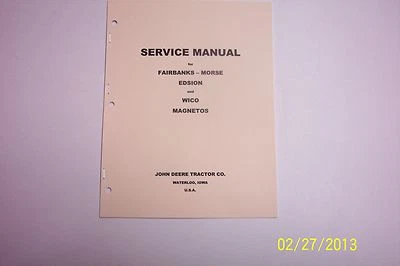 SERVICE MANUAL
for
FAIRBANKS – MORSE
EDSION
and
WICO
MAGNETOS
JOHN DEERE TRACTOR CO.
WATERLOO, IOWA
U.S.A.
02/27/2013